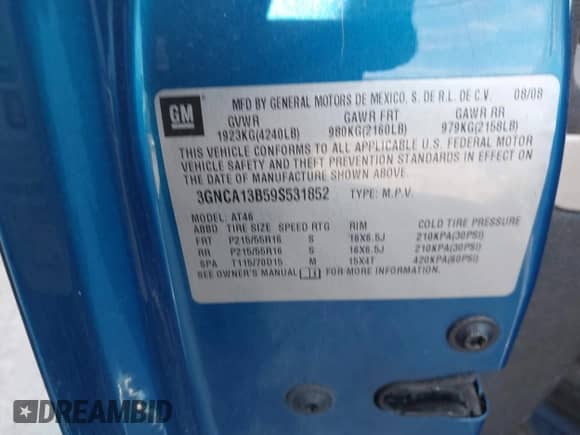 GM
MFD BY GENERAL MOTORS DE MEXICO, S. DE R.L. DE C.V. 08/08
GVWR GAWR FRT GAWR RR
1923KG(4240LB) 980KG(2160LB) 979KG(2158LB)
THIS VEHICLE CONFORMS TO ALL APPLICABLE U.S. FEDERAL MOTOR
VEHICLE SAFETY AND THEFT PREVENTION STANDARDS IN EFFECT ON
THE DATE OF MANUFACTURE SHOWN ABOVE.
3GNCA13B59S531852 TYPE: M.P.V.
MODEL: AT46
ABBD TIRE SIZE SPEED RTG RIM COLD TIRE PRESSURE
FRT P215/55R16 S 16X6.5J 210KPA(30PSI)
RR P215/55R16 S 16X6.5J 210KPA(30PSI)
SPA T115/70D15 M 15X4T 420KPA(60PSI)
SEE OWNER'S MANUAL FOR MORE INFORMATION.
DREAMBID